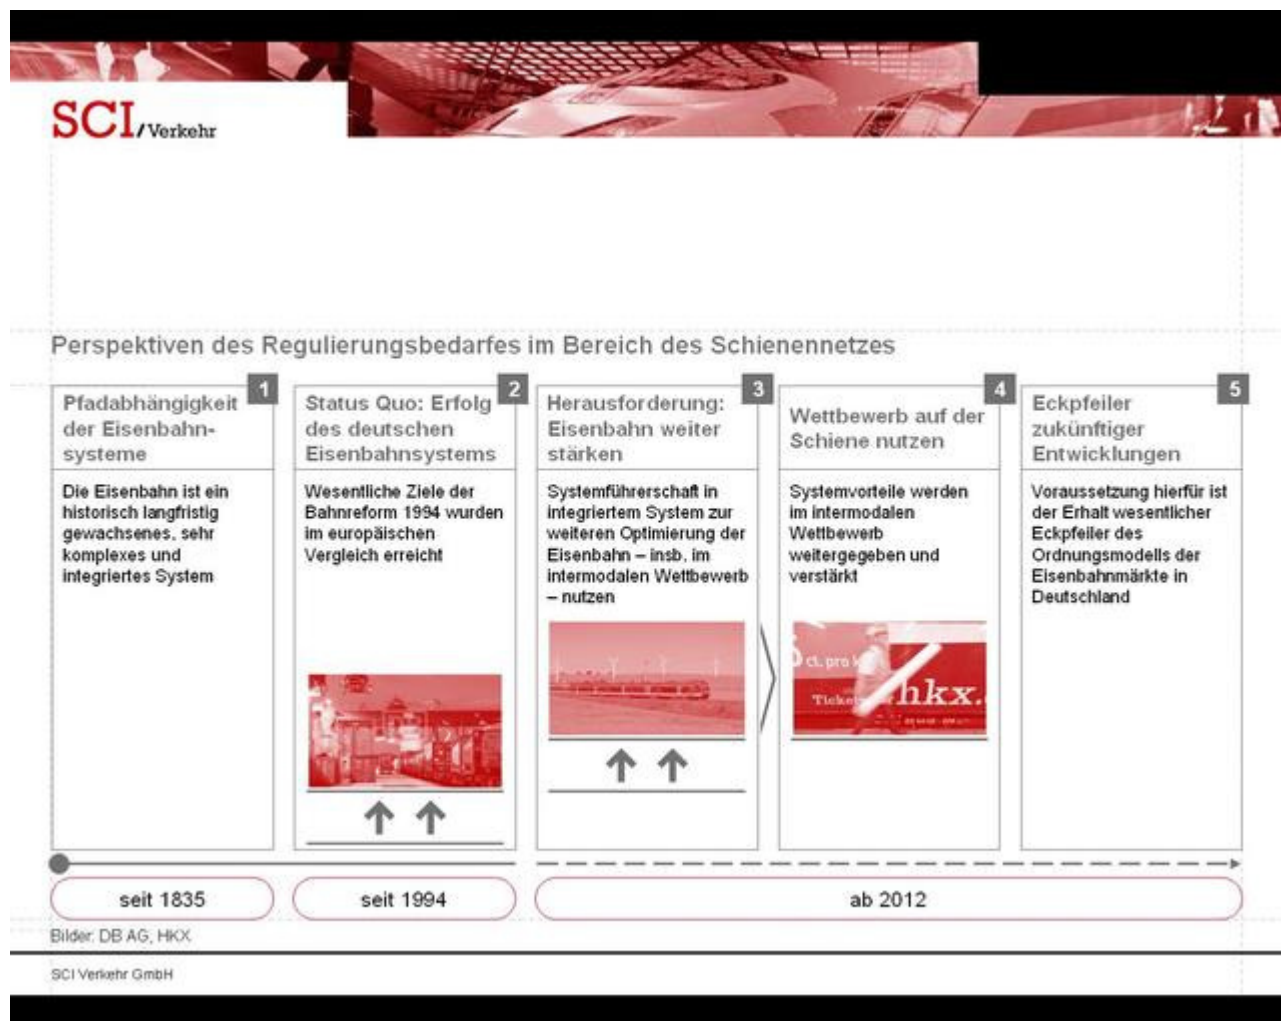 SCI/Verkehr
Perspektiven des Regulierungsbedarfes im Bereich des Schienennetzes
1
Pfadabhängigkeit
der Eisenbahn-
systeme
Die Eisenbahn ist ein
historisch langfristig
gewachsenes, sehr
komplexes und
integriertes System
2
Status Quo: Erfolg
des deutschen
Eisenbahnsystems
Wesentliche Ziele der
Bahnreform 1994 wurden
im europäischen
Vergleich erreicht
3
Herausforderung:
Eisenbahn weiter
stärken
Systemführerschaft in
integriertem System zur
weiteren Optimierung der
Eisenbahn – insb. im
intermodalen Wettbewerb
– nutzen
4
Wettbewerb auf der
Schiene nutzen
Systemvorteile werden
im intermodalen
Wettbewerb
weitergegeben und
verstärkt
ct. pro
Ticket
hkx.
5
Eckpfeiler
zukünftiger
Entwicklungen
Voraussetzung hierfür ist
der Erhalt wesentlicher
Eckpfeiler des
Ordnungsmodells der
Eisenbahnmärkte in
Deutschland
seit 1835
seit 1994
ab 2012
Bilder: DB AG, HKX
SCI Verkehr GmbH